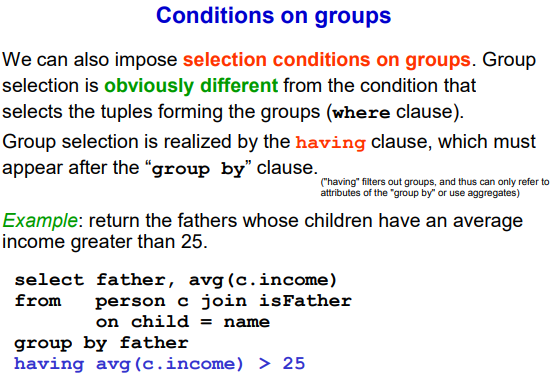 Conditions on groups
We can also impose selection conditions on groups. Group
selection is obviously different from the condition that
selects the tuples forming the groups (where clause).
Group selection is realized by the having clause, which must
appear after the “group by” clause.
("having" filters out groups, and thus can only refer to
attributes of the "group by" or use aggregates)
Example: return the fathers whose children have an average
income greater than 25.
select father, avg(c.income)
from person c join isFather
on child = name
group by father
having avg(c.income) > 25